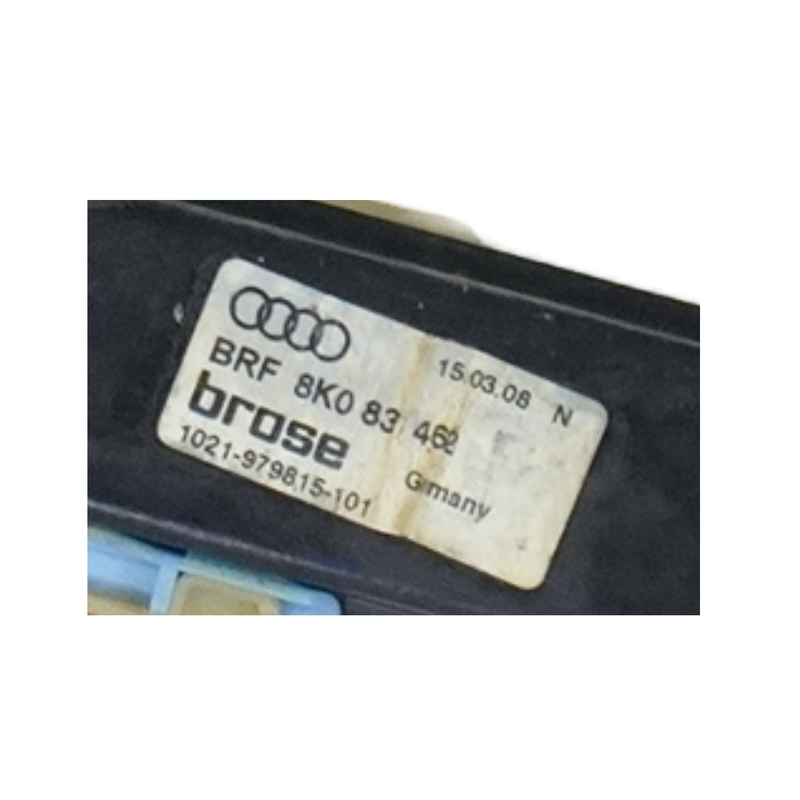 15.03.08 N
BRF 8K0 83 462
brose
1021-979815-101
Gmany